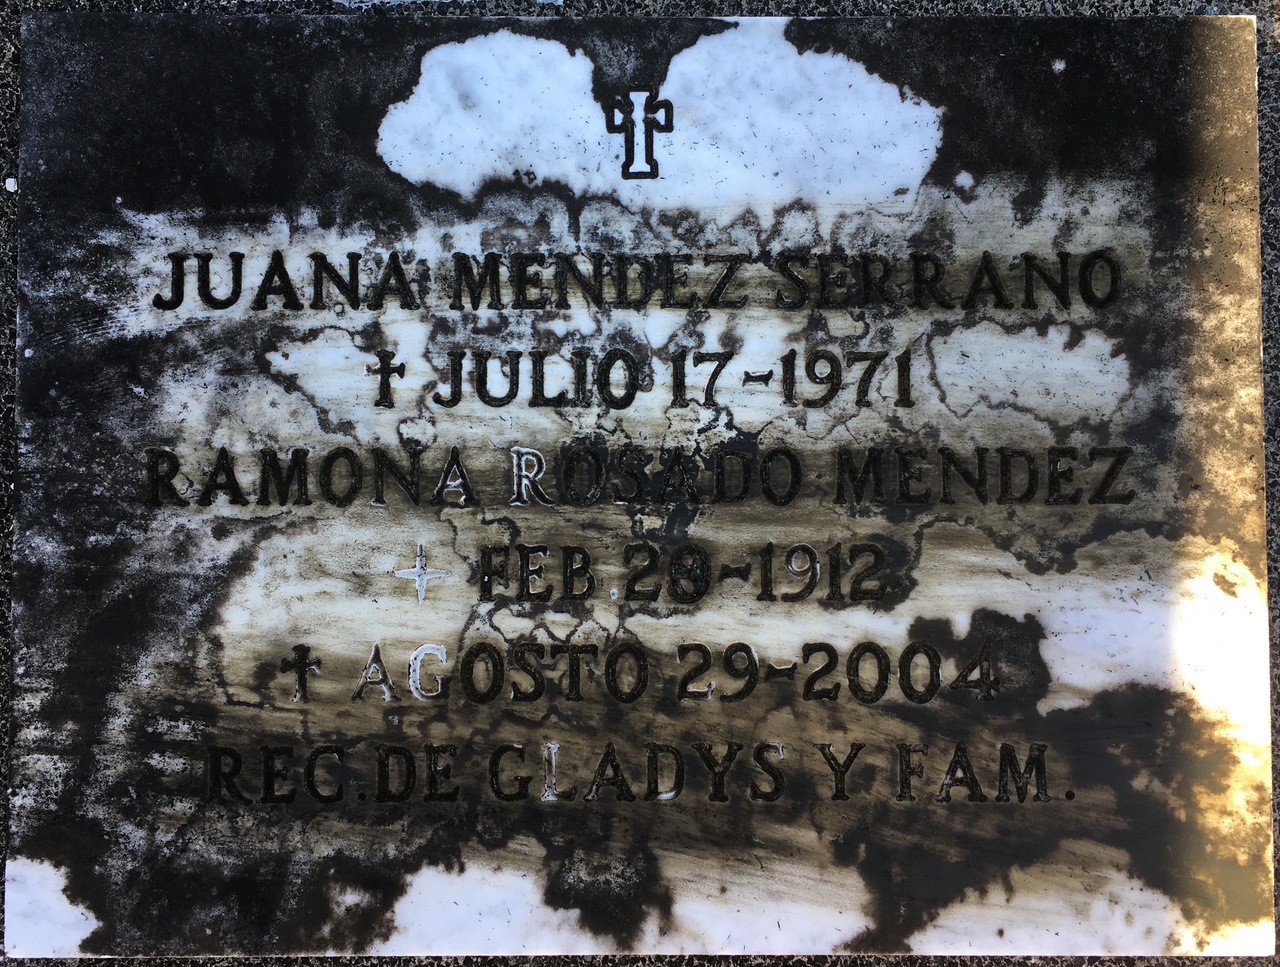 JUANA MENDEZ SERRANO
† JULIO 17-1971
RAMONA ROSADO MENDEZ
FEB. 28-1912
† AGOSTO 29-2004
REC. DE GLADYS Y FAM.